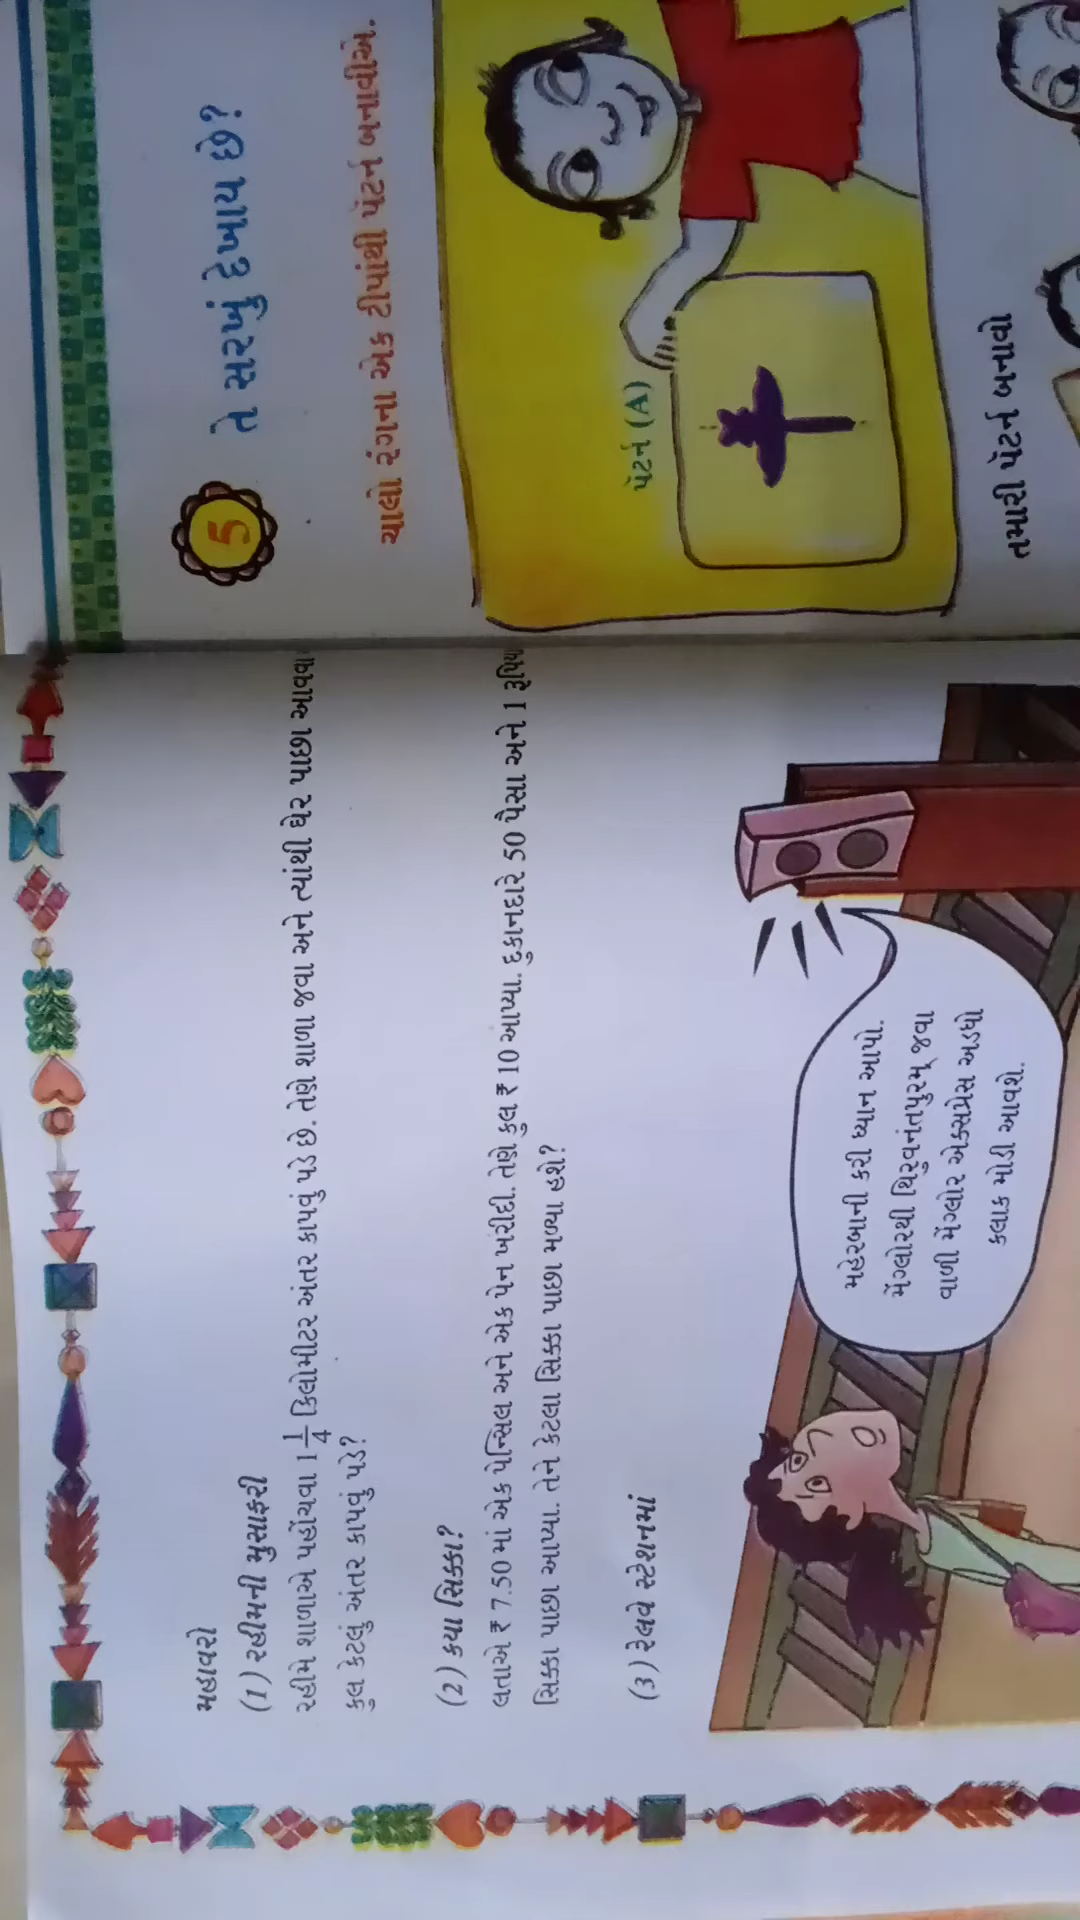 મહાવરો
(1) રહીમની મુસાફરી
રહીમે શાળાએ પહોંચવા 1 1/4 કિલોમીટર અંતર કાપવું પડે છે. તેણે શાળા જવા અને ત્યાંથી ઘેર પાછા આવવા
કુલ કેટલું અંતર કાપવું પડે?
(2) કયા સિક્કા?
લતાએ ₹ 7.50 માં એક પેન્સિલ અને એક પેન ખરીદી. તેણે કુલ ₹ 10 આપ્યા. દુકાનદારે 50 પૈસા અને 1
સિક્કા પાછા આપ્યા. તેને કેટલા સિક્કા પાછા મળ્યા હશે?
(3) રેલવે સ્ટેશનમાં
મહેરબાની કરી ધ્યાન આપો.
મેંગ્લોરથી થિરુવનંતપુરમ્ જવા
વાળી મેંગ્લોર એક્સપ્રેસ અડધો
કલાક મોડી આવશે.
5
તે સરખું દેખાય છે?
ચાલો રંગના એક ટીપાંથી પૅટર્ન બનાવીએ.
પૅટર્ન (A)
તમારી પૅટર્ન બનાવો